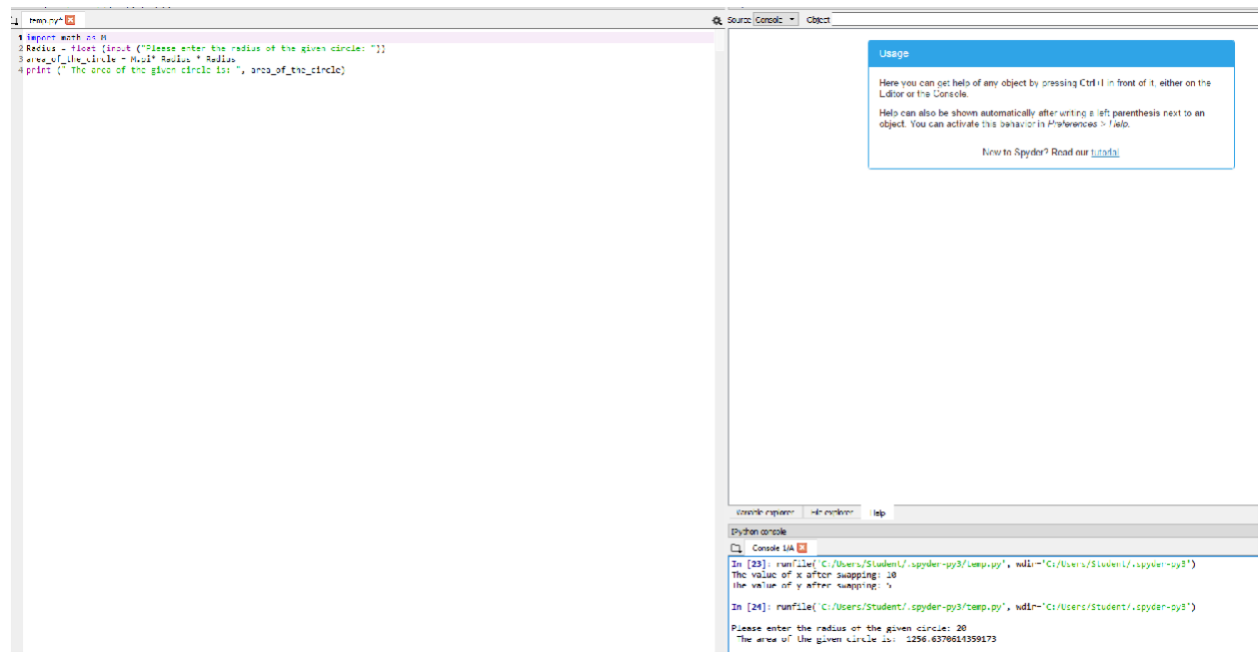 temp.py*
1 import math as M
2 Radius = float (input ("Please enter the radius of the given circle: "))
3 area_of_the_circle = M.pi* Radius * Radius
4 print (" The area of the given circle is: ", area_of_the_circle)
Source Console Object
Usage
Here you can get help of any object by pressing Ctrl+I in front of it, either on the
Editor or the Console.
Help can also be shown automatically after writing a left parenthesis next to an
object. You can activate this behavior in Preferences > Help.
New to Spyder? Read our tutorial
Variable explorer File explorer Help
IPython console
Console 1/A
In [23]: runfile('C:/Users/Student/.spyder-py3/temp.py', wdir='C:/Users/Student/.spyder-py3')
The value of x after swapping: 10
The value of y after swapping: 5
In [24]: runfile('C:/Users/Student/.spyder-py3/temp.py', wdir='C:/Users/Student/.spyder-py3')
Please enter the radius of the given circle: 20
The area of the given circle is: 1256.6370614359173